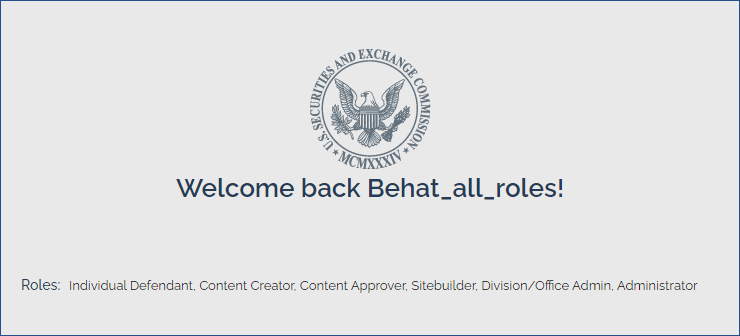 U.S. SECURITIES AND EXCHANGE COMMISSION
MCMXXXIV
Welcome back Behat_all_roles!
Roles: Individual Defendant, Content Creator, Content Approver, Sitebuilder, Division/Office Admin, Administrator